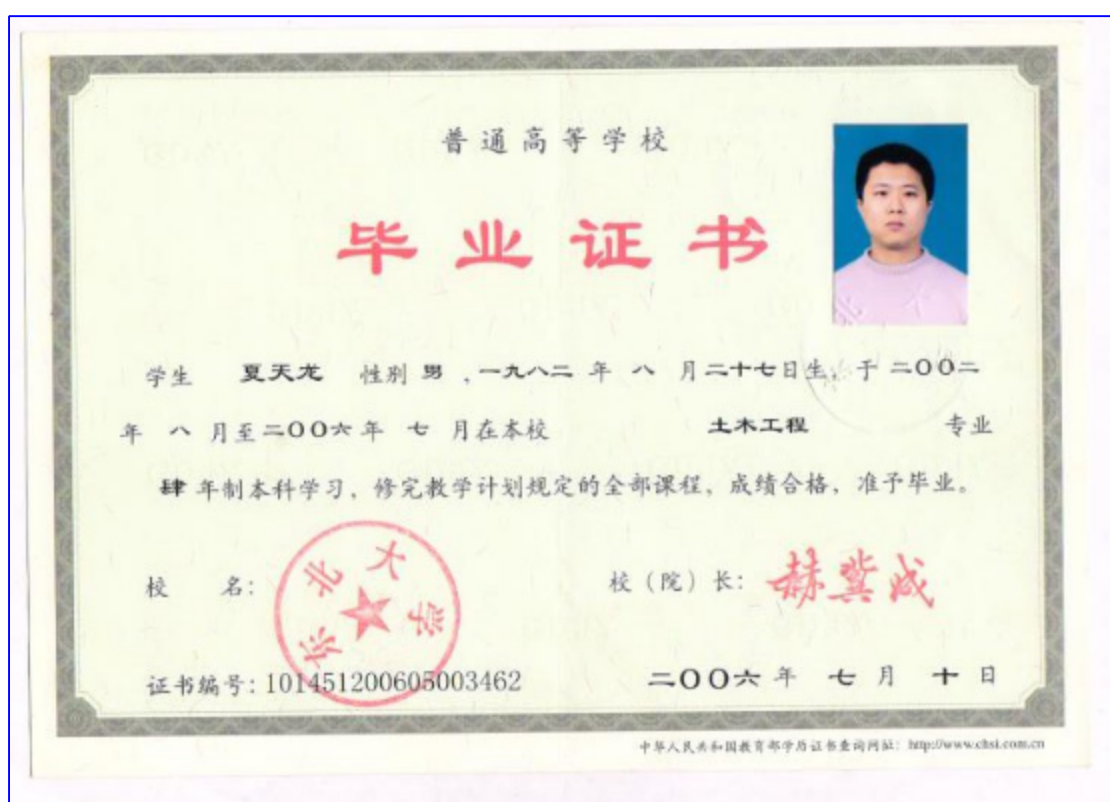 普通高等学校
毕业证书
学生 夏天龙 性别 男 ,一九八二 年 八 月二十七日生, 于 二〇〇二
年 八 月至二〇〇六年 七 月在本校 土木工程 专业
肆 年制本科学习, 修完教学计划规定的全部课程, 成绩合格, 准予毕业。
校 名: 东北大学 校 (院) 长: 赫冀成
证书编号: 101451200605003462 二〇〇六年 七 月 十 日
中华人民共和国教育部学历证书查询网址: http://www.chsi.com.cn